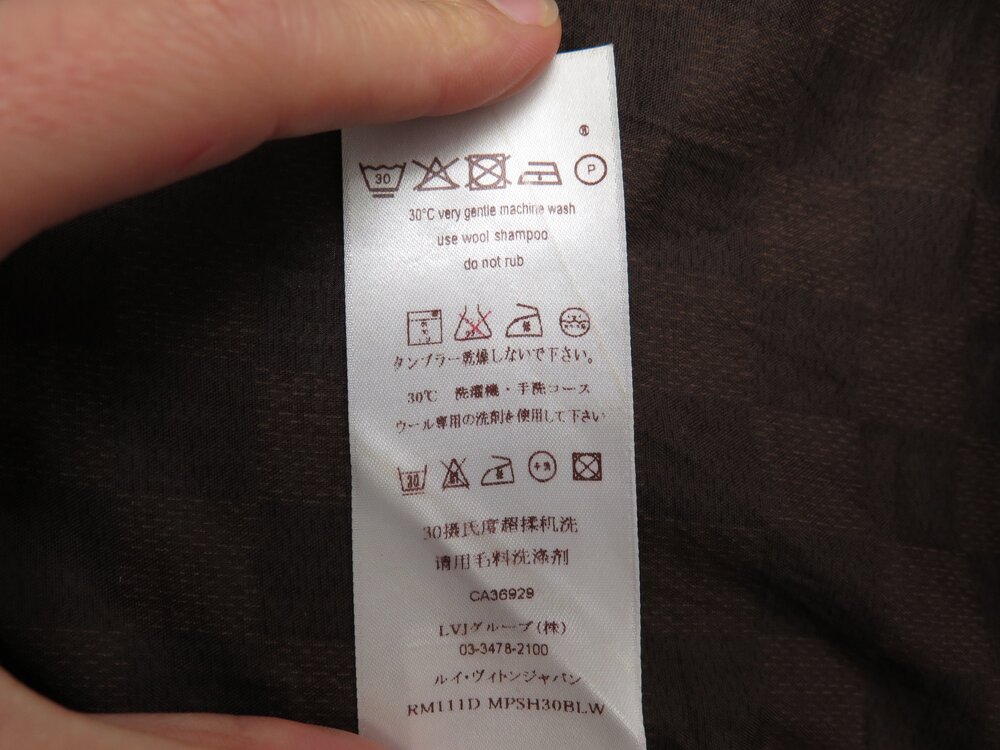 30
P
30°C very gentle machine wash
use wool shampoo
do not rub
タンブラー乾燥しないで下さい。
30℃ 洗濯機・手洗コース
ウール専用の洗剤を使用して下さい
30
30摄氏度超揉机洗
请用毛料洗涤剂
CA36929
LVJグループ(株)
03-3478-2100
ルイ・ヴィトンジャパン
RM111D MPSH30BLW